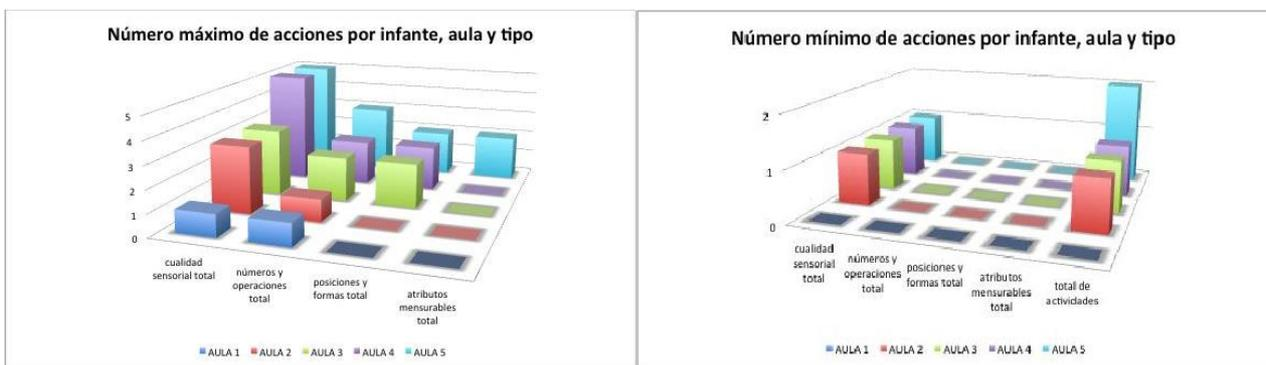 Número máximo de acciones por infante, aula y tipo
5
4
3
2
1
0
cualidad
sensorial total
números y
operaciones
total
posiciones y
formas total
atributos
mensurables
total
AULA 1 AULA 2 AULA 3 AULA 4 AULA 5
Número mínimo de acciones por infante, aula y tipo
2
1
0
cualidad
sensorial
total
números y
operaciones
total
posiciones y
formas total
atributos
mensurables
total
total de
actividades
AULA 1 AULA 2 AULA 3 AULA 4 AULA 5